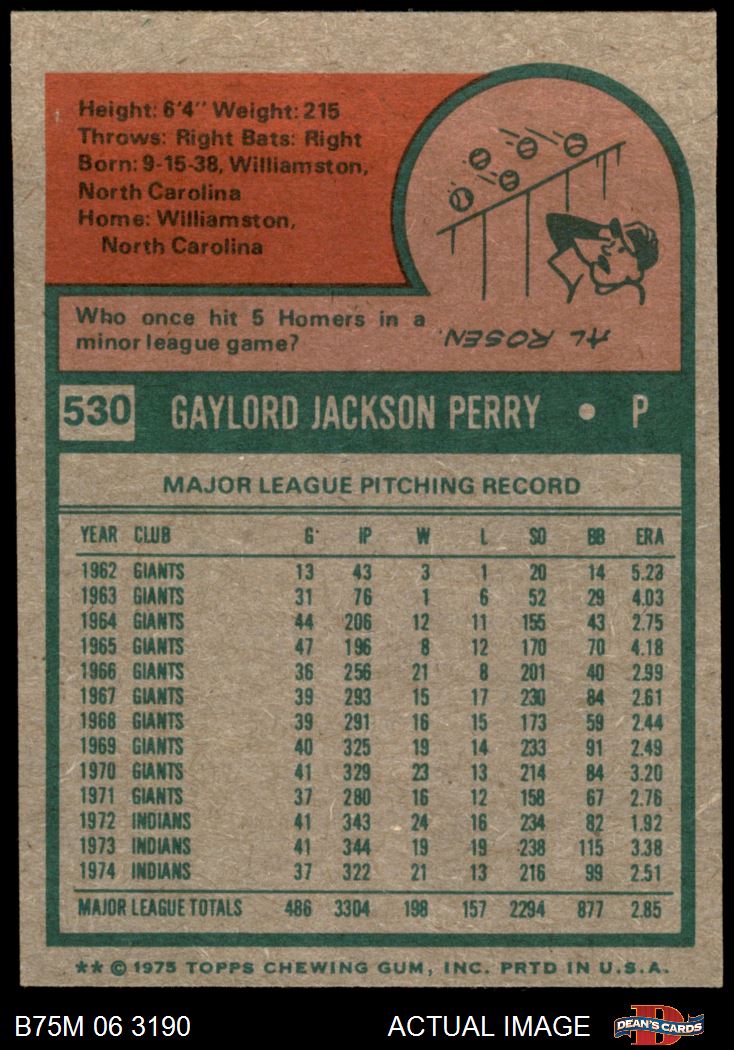 Height: 6'4" Weight: 215
Throws: Right Bats: Right
Born: 9-15-38, Williamston,
North Carolina
Home: Williamston,
North Carolina
Who once hit 5 Homers in a
minor league game?
AL ROSEN.
530 GAYLORD JACKSON PERRY • P
MAJOR LEAGUE PITCHING RECORD
YEAR CLUB G IP W L SO BB ERA
1962 GIANTS 13 43 3 1 20 14 5.23
1963 GIANTS 31 76 1 6 52 29 4.03
1964 GIANTS 44 206 12 11 155 43 2.75
1965 GIANTS 47 196 8 12 170 70 4.18
1966 GIANTS 36 256 21 8 201 40 2.99
1967 GIANTS 39 293 15 17 230 84 2.61
1968 GIANTS 39 291 16 15 173 59 2.44
1969 GIANTS 40 325 19 14 233 91 2.49
1970 GIANTS 41 329 23 13 214 84 3.20
1971 GIANTS 37 280 16 12 158 67 2.76
1972 INDIANS 41 343 24 16 234 82 1.92
1973 INDIANS 41 344 19 19 238 115 3.38
1974 INDIANS 37 322 21 13 216 99 2.51
MAJOR LEAGUE TOTALS 486 3304 198 157 2294 877 2.85
** © 1975 TOPPS CHEWING GUM, INC. PRTD IN U.S.A.
B75M 06 3190 ACTUAL IMAGE D DEAN'S CARDS